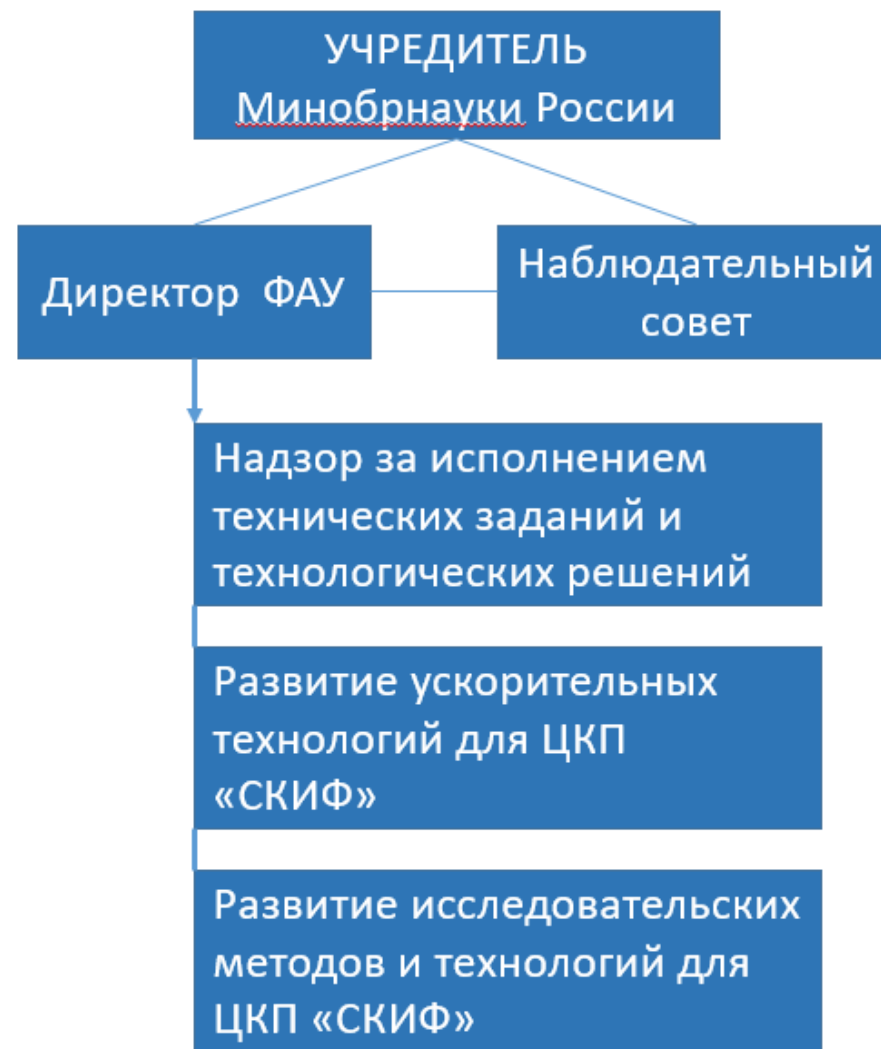 УЧРЕДИТЕЛЬ
Минобрнауки России
Директор ФАУ
Наблюдательный
совет
Надзор за исполнением
технических заданий и
технологических решений
Развитие ускорительных
технологий для ЦКП
«СКИФ»
Развитие исследовательских
методов и технологий для
ЦКП «СКИФ»